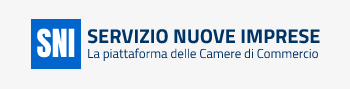 SNI
SERVIZIO NUOVE IMPRESE
La piattaforma delle Camere di Commercio